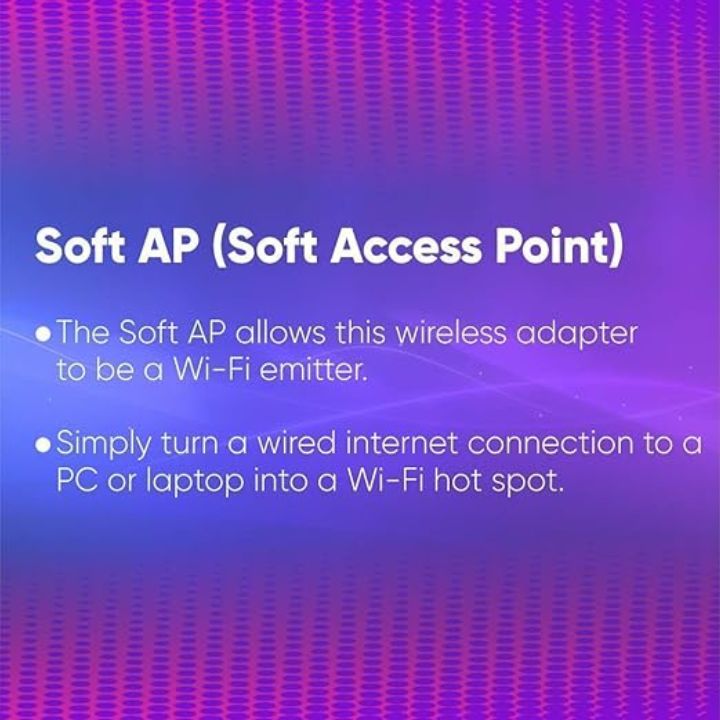 Soft AP (Soft Access Point)
● The Soft AP allows this wireless adapter
to be a Wi-Fi emitter.
● Simply turn a wired internet connection to a
PC or laptop into a Wi-Fi hot spot.